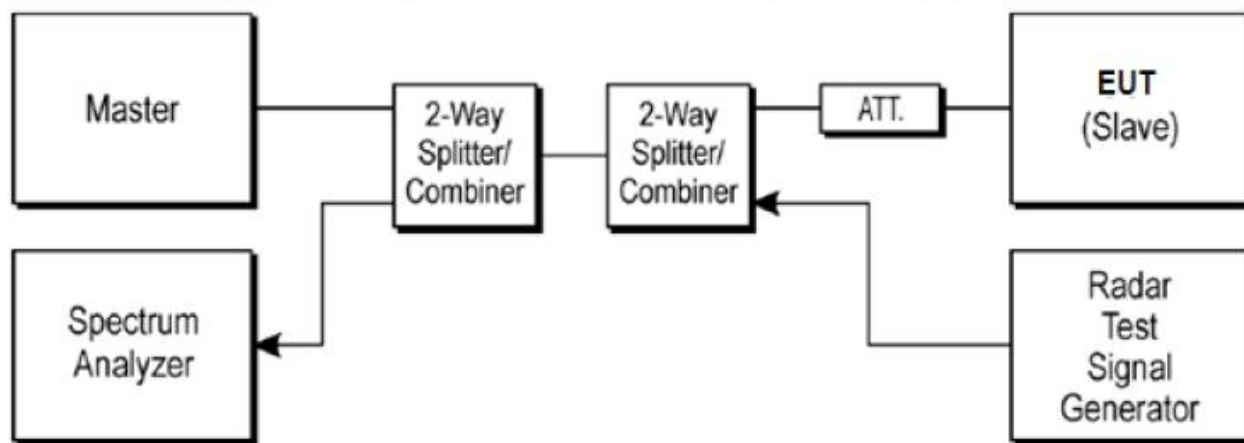 Master
2-Way
Splitter/
Combiner
2-Way
Splitter/
Combiner
ATT.
EUT
(Slave)
Spectrum
Analyzer
Radar
Test
Signal
Generator